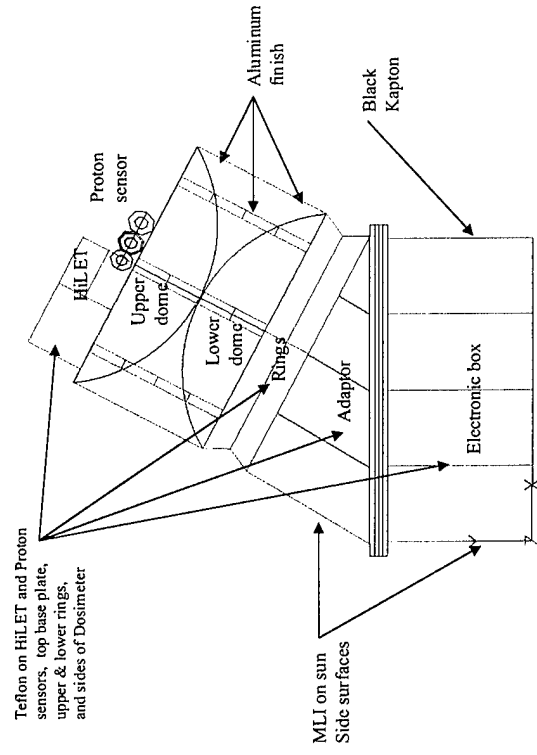 Teflon on HiLET and Proton
sensors, top base plate,
upper & lower rings,
and sides of Dosimeter
MLI on sun
Side surfaces
HiLET
Proton
sensor
Upper
dome
Lower
dome
Rings
Adaptor
Electronic box
Aluminum
finish
Black
Kapton